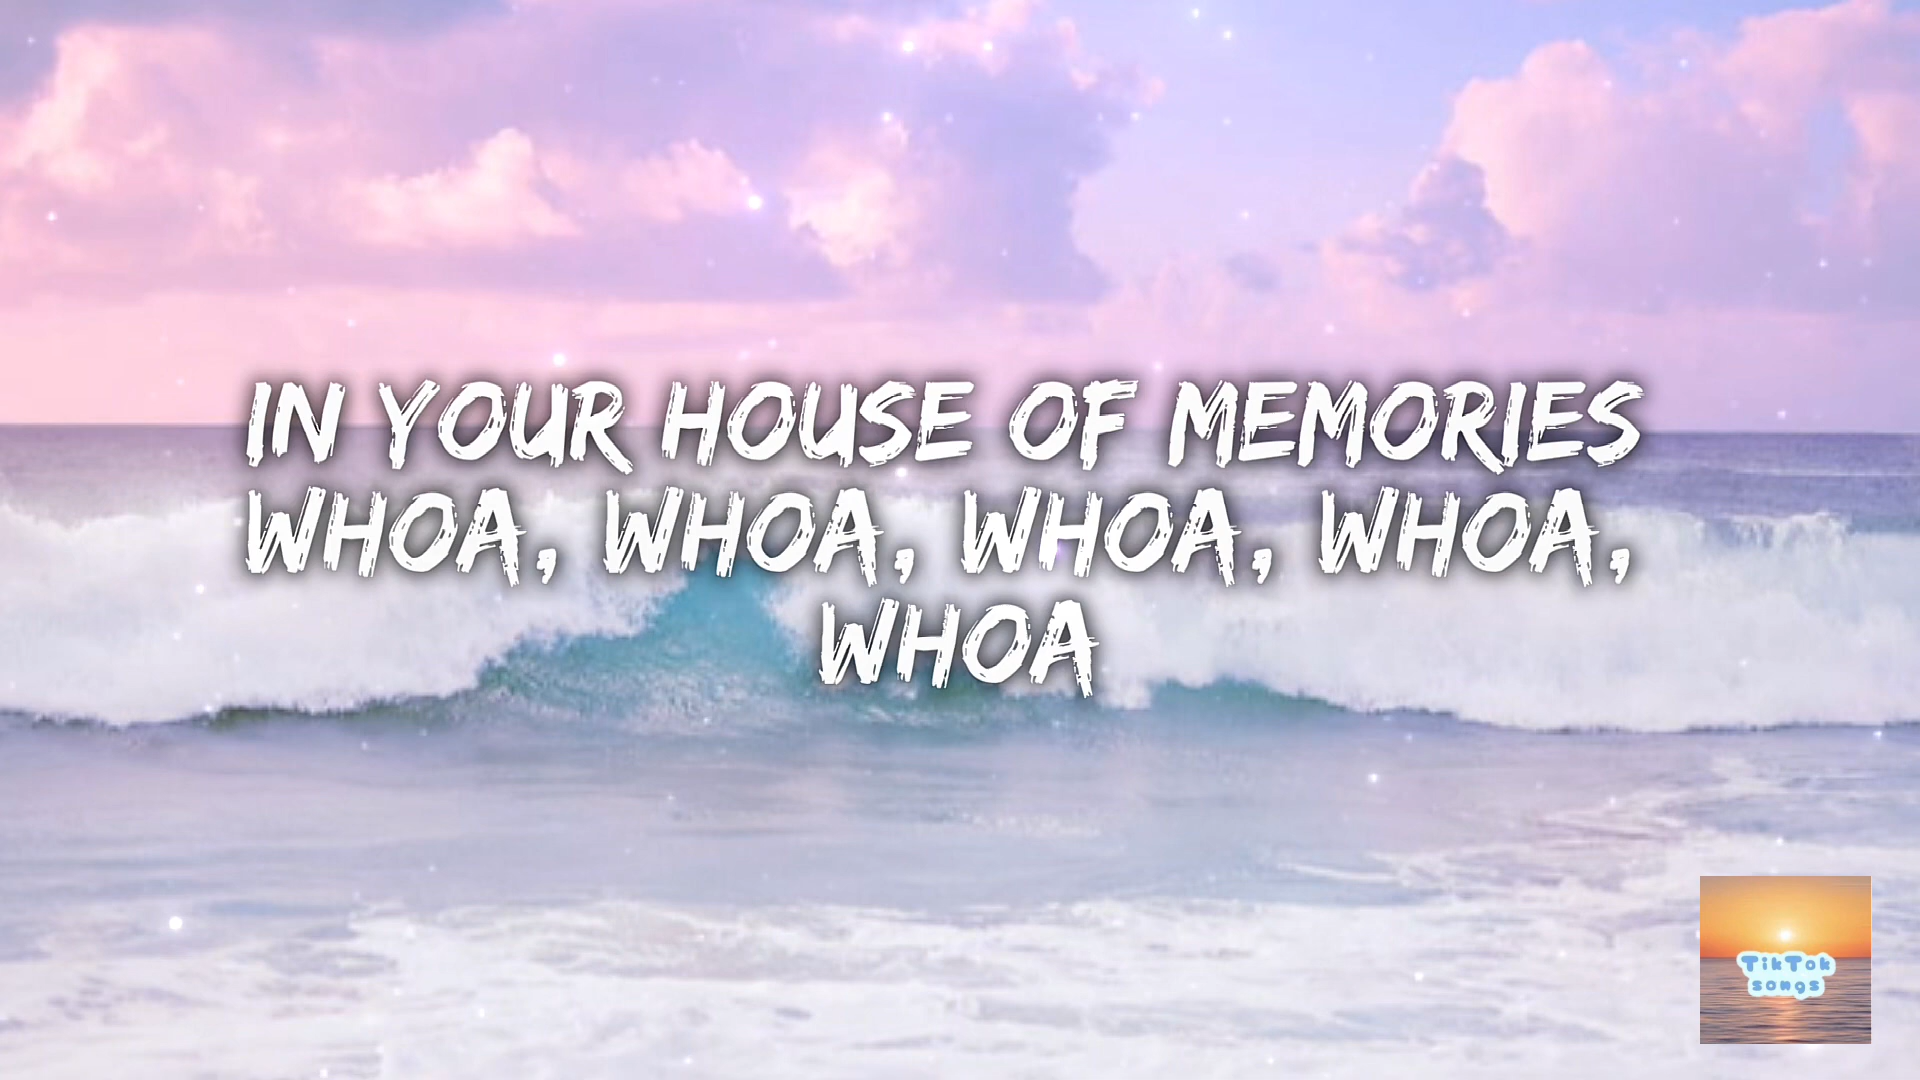 IN YOUR HOUSE OF MEMORIES
WHOA, WHOA, WHOA, WHOA,
WHOA
TikTok
songs